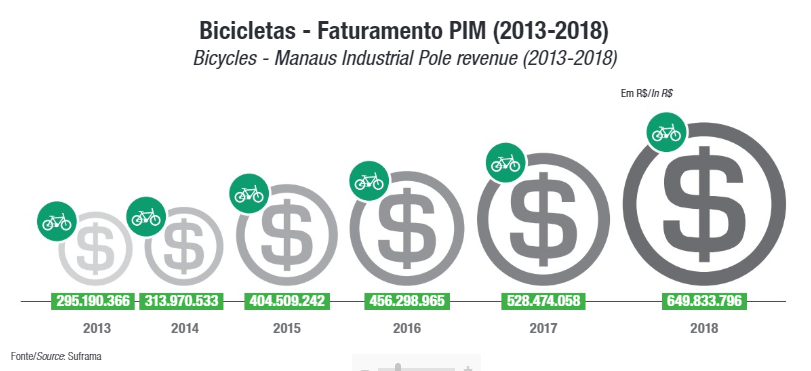 Bicicletas - Faturamento PIM (2013-2018)
Bicycles - Manaus Industrial Pole revenue (2013-2018)
Em R$/In R$
$ $ $ $ $ $
295.190.366 313.970.533 404.509.242 456.298.965 528.474.058 649.833.796
2013 2014 2015 2016 2017 2018
Fonte/Source: Suframa